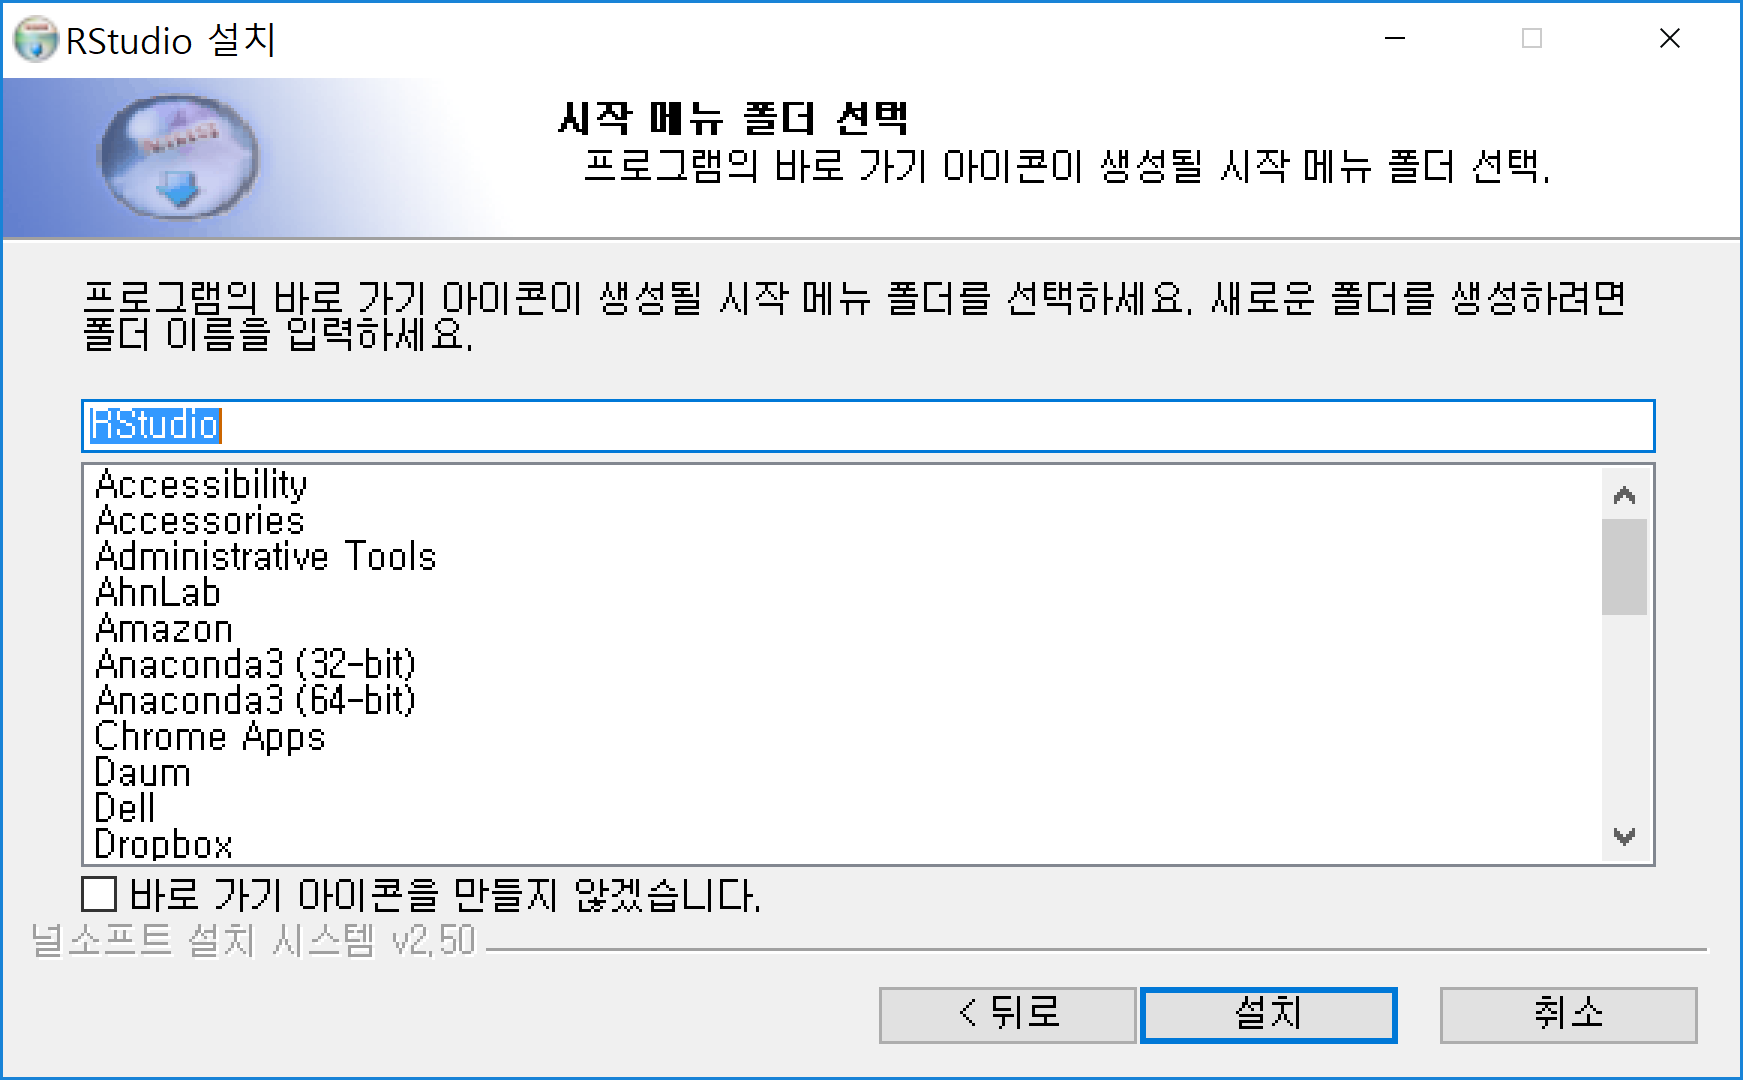 RStudio 설치
시작 메뉴 폴더 선택
프로그램의 바로 가기 아이콘이 생성될 시작 메뉴 폴더 선택.
프로그램의 바로 가기 아이콘이 생성될 시작 메뉴 폴더를 선택하세요. 새로운 폴더를 생성하려면
폴더 이름을 입력하세요.
RStudio
Accessibility
Accessories
Administrative Tools
AhnLab
Amazon
Anaconda3 (32-bit)
Anaconda3 (64-bit)
Chrome Apps
Daum
Dell
Dropbox
바로 가기 아이콘을 만들지 않겠습니다.
널소프트 설치 시스템 v2.50
< 뒤로
설치
취소